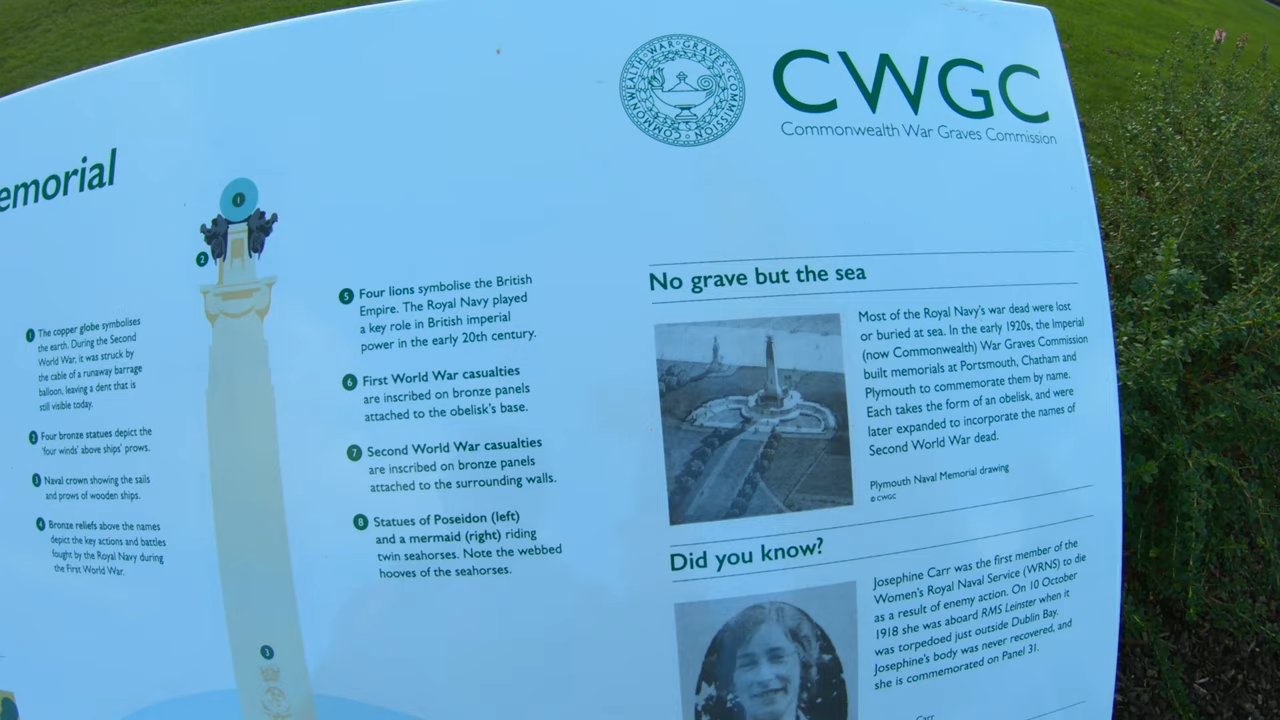 COMMONWEALTH · WAR · GRAVES · COMMISSION
CWGC
Commonwealth War Graves Commission
emorial
1
2
3
1 The copper globe symbolises
the earth. During the Second
World War, it was struck by
the cable of a runaway barrage
balloon, leaving a dent that is
still visible today.
2 Four bronze statues depict the
'four winds' above ships' prows.
3 Naval crown showing the sails
and prows of wooden ships.
4 Bronze reliefs above the names
depict the key actions and battles
fought by the Royal Navy during
the First World War.
5 Four lions symbolise the British
Empire. The Royal Navy played
a key role in British imperial
power in the early 20th century.
6 First World War casualties
are inscribed on bronze panels
attached to the obelisk's base.
7 Second World War casualties
are inscribed on bronze panels
attached to the surrounding walls.
8 Statues of Poseidon (left)
and a mermaid (right) riding
twin seahorses. Note the webbed
hooves of the seahorses.
No grave but the sea
Most of the Royal Navy's war dead were lost
or buried at sea. In the early 1920s, the Imperial
(now Commonwealth) War Graves Commission
built memorials at Portsmouth, Chatham and
Plymouth to commemorate them by name.
Each takes the form of an obelisk, and were
later expanded to incorporate the names of
Second World War dead.
Plymouth Naval Memorial drawing
© CWGC
Did you know?
Josephine Carr was the first member of the
Women's Royal Naval Service (WRNS) to die
as a result of enemy action. On 10 October
1918 she was aboard RMS Leinster when it
was torpedoed just outside Dublin Bay.
Josephine's body was never recovered, and
she is commemorated on Panel 31.
Carr